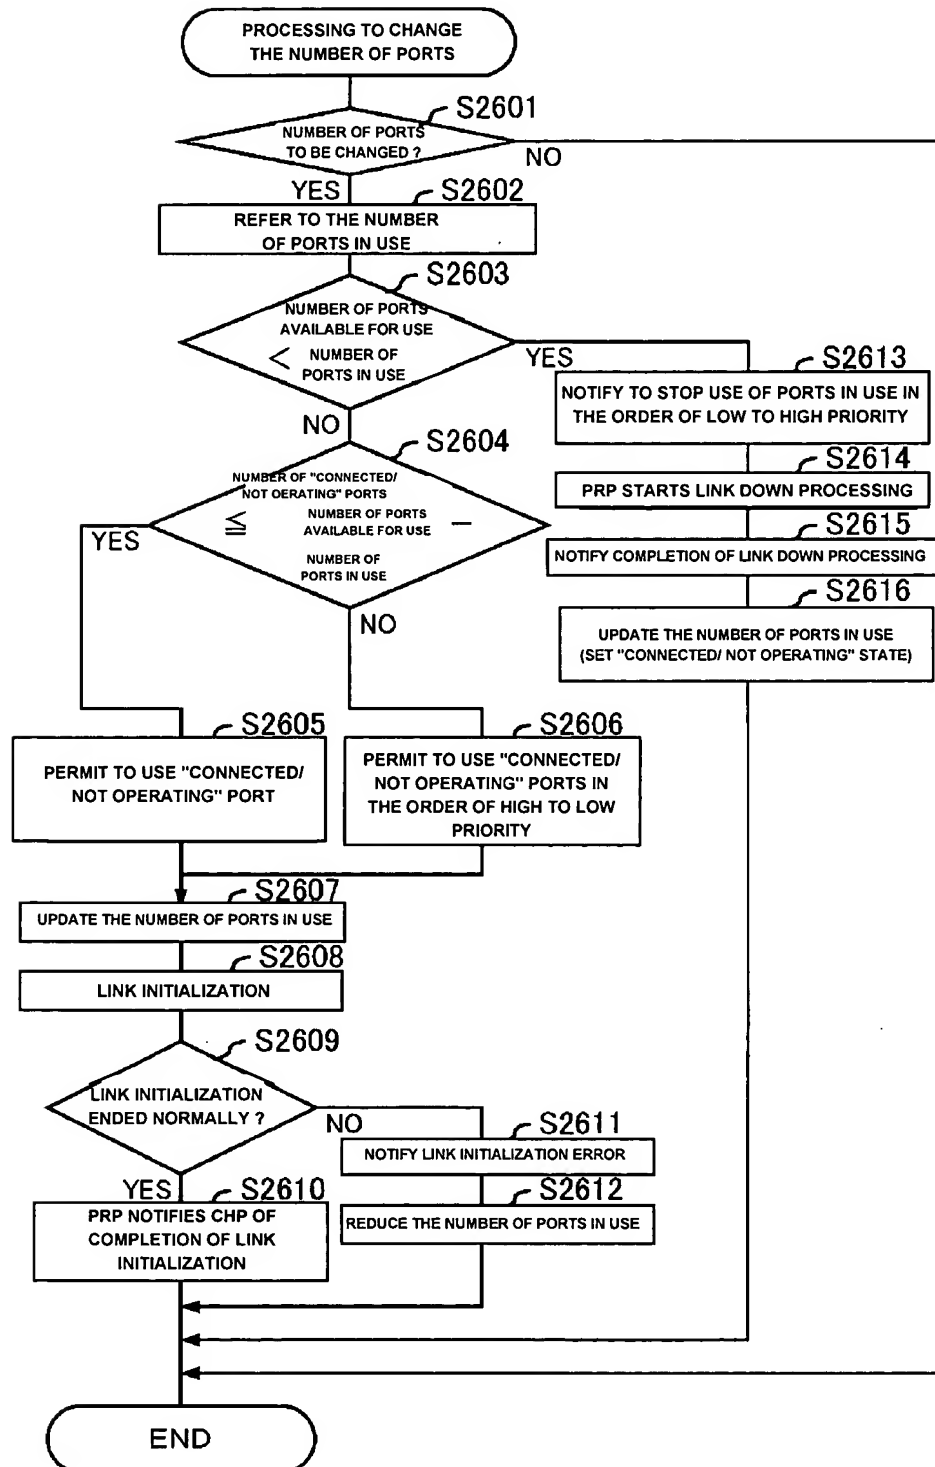 PROCESSING TO CHANGE
THE NUMBER OF PORTS
S2601
NUMBER OF PORTS
TO BE CHANGED ?
NO
YES
S2602
REFER TO THE NUMBER
OF PORTS IN USE
S2603
NUMBER OF PORTS
AVAILABLE FOR USE
< NUMBER OF
PORTS IN USE
YES
NO
S2613
NOTIFY TO STOP USE OF PORTS IN USE IN
THE ORDER OF LOW TO HIGH PRIORITY
S2604
NUMBER OF "CONNECTED/
NOT OERATING" PORTS
≦ NUMBER OF PORTS
AVAILABLE FOR USE −
NUMBER OF
PORTS IN USE
YES
NO
S2614
PRP STARTS LINK DOWN PROCESSING
S2615
NOTIFY COMPLETION OF LINK DOWN PROCESSING
S2616
UPDATE THE NUMBER OF PORTS IN USE
(SET "CONNECTED/ NOT OPERATING" STATE)
S2605
PERMIT TO USE "CONNECTED/
NOT OPERATING" PORT
S2606
PERMIT TO USE "CONNECTED/
NOT OPERATING" PORTS IN
THE ORDER OF HIGH TO LOW
PRIORITY
S2607
UPDATE THE NUMBER OF PORTS IN USE
S2608
LINK INITIALIZATION
S2609
LINK INITIALIZATION
ENDED NORMALLY ?
NO
YES
S2611
NOTIFY LINK INITIALIZATION ERROR
S2612
REDUCE THE NUMBER OF PORTS IN USE
S2610
PRP NOTIFIES CHP OF
COMPLETION OF LINK
INITIALIZATION
END